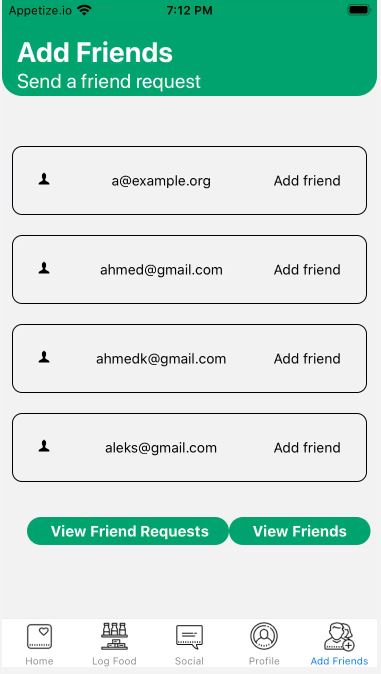 Appetize.io 7:12 PM
Add Friends
Send a friend request
a@example.org Add friend
ahmed@gmail.com Add friend
ahmedk@gmail.com Add friend
aleks@gmail.com Add friend
View Friend Requests View Friends
Home Log Food Social Profile Add Friends